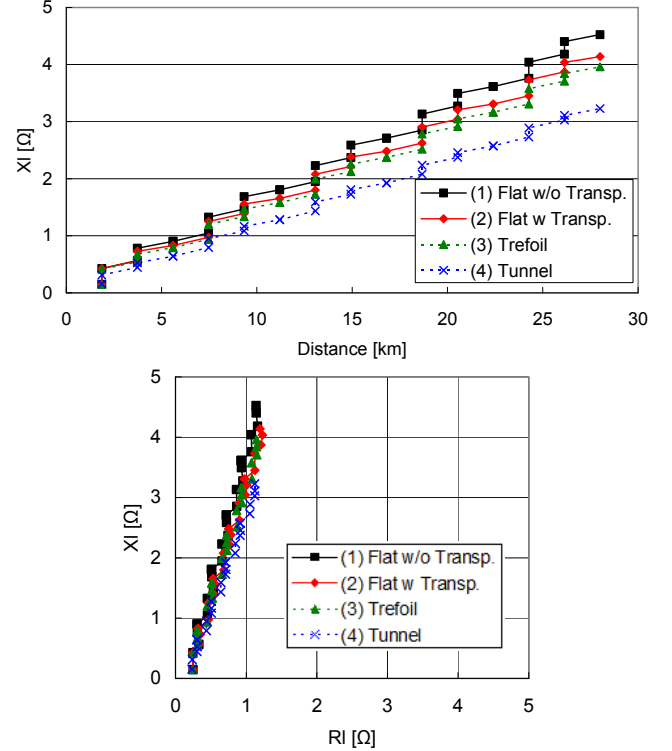 5
4
3
2
1
0
Xl [Ω]
0 5 10 15 20 25 30
Distance [km]
(1) Flat w/o Transp.
(2) Flat w Transp.
(3) Trefoil
(4) Tunnel
5
4
3
2
1
0
Xl [Ω]
0 1 2 3 4 5
Rl [Ω]
(1) Flat w/o Transp.
(2) Flat w Transp.
(3) Trefoil
(4) Tunnel